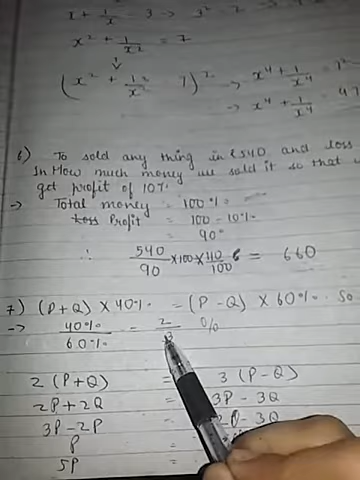 x + 1/x = 3 → 3² - 2
x² + 1/x² = 7
(x² + 1/x² 7)² → x⁴ + 1/x⁴ =
→ x⁴ + 1/x⁴ = 47
6) To sold any thing in ₹540 and loss
In How much money we sold it so that
get profit of 10%.
→ Total money = 100%
Profit = 100 - 10%
= 90%
∴ 540/90 × 100 × 110/100 = 660
7) (P+Q) × 40% = (P-Q) × 60%. So
→ 40%/60% = 2/3 %
2 (P+Q) = 3 (P-Q)
2P + 2Q = 3P - 3Q
3P - 2P = 2Q - 3Q
P =
5P =